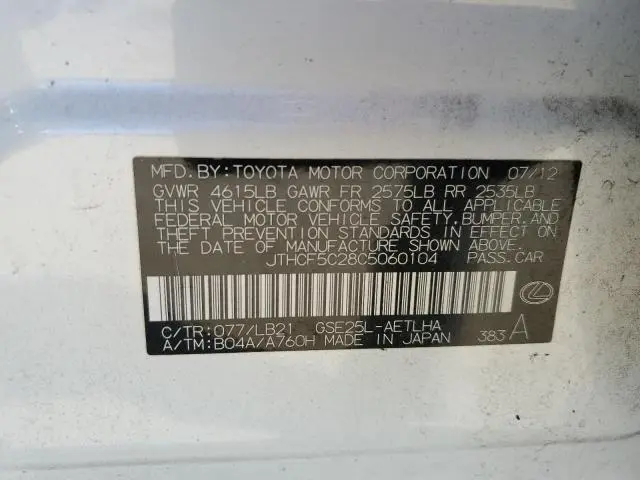 MFD. BY: TOYOTA MOTOR CORPORATION 07/12
GVWR 4615LB GAWR FR 2575LB RR 2535LB
THIS VEHICLE CONFORMS TO ALL APPLICABLE
FEDERAL MOTOR VEHICLE SAFETY, BUMPER, AND
THEFT PREVENTION STANDARDS IN EFFECT ON
THE DATE OF MANUFACTURE SHOWN ABOVE.
JTHCF5C28C5060104 PASS. CAR
C/TR: 077/LB21 GSE25L-AETLHA
A/TM: B04A/A760H MADE IN JAPAN 383 A